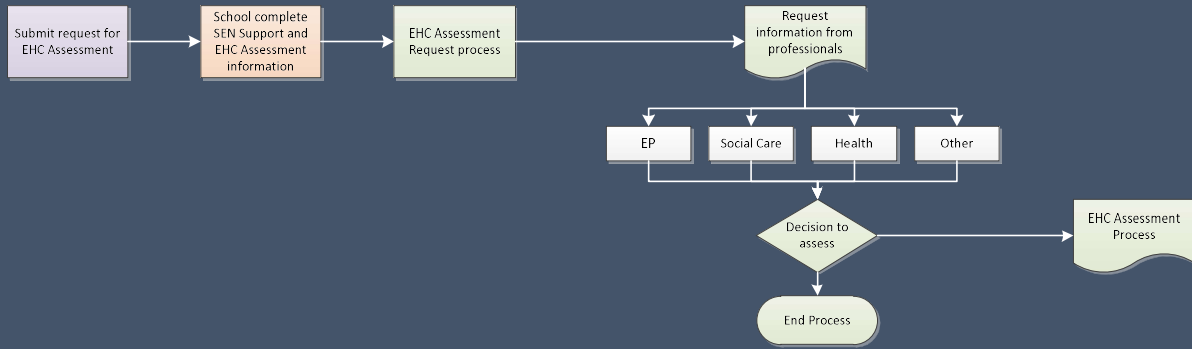 Submit request for
EHC Assessment
School complete
SEN Support and
EHC Assessment
information
EHC Assessment
Request process
Request
information from
professionals
EP
Social Care
Health
Other
Decision to
assess
EHC Assessment
Process
End Process